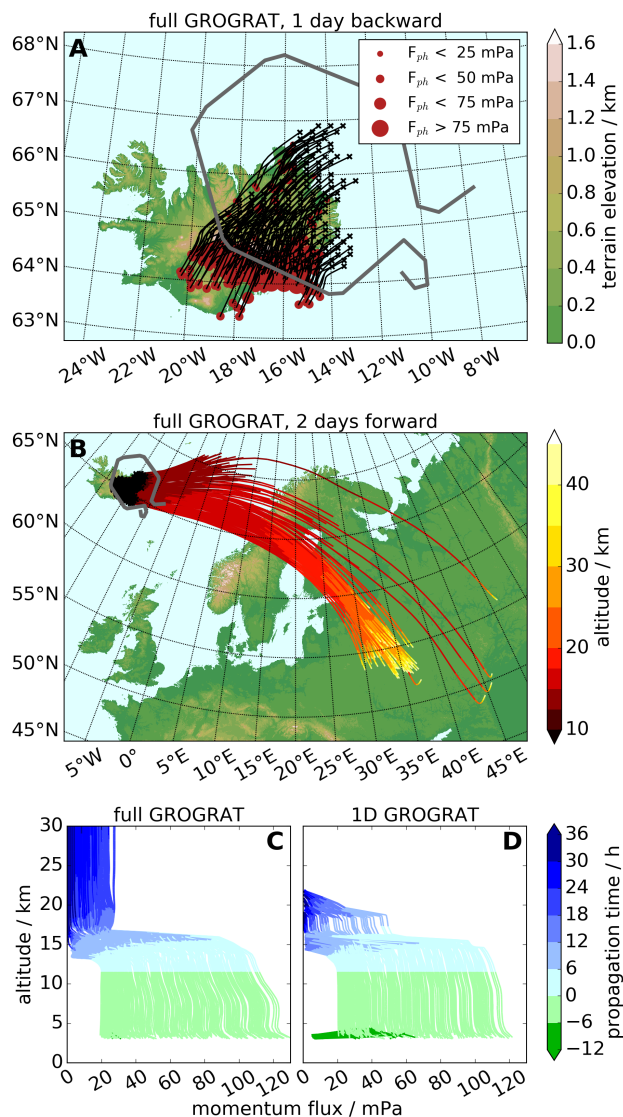 full GROGRAT, 1 day backward
A
F_ph < 25 mPa
F_ph < 50 mPa
F_ph < 75 mPa
F_ph > 75 mPa
68°N
67°N
66°N
65°N
64°N
63°N
24°W 22°W 20°W 18°W 16°W 14°W 12°W 10°W 8°W
1.6
1.4
1.2
1.0
0.8
0.6
0.4
0.2
0.0
terrain elevation / km
full GROGRAT, 2 days forward
B
65°N
60°N
55°N
50°N
45°N
5°W 0° 5°E 10°E 15°E 20°E 25°E 30°E 35°E 40°E 45°E
40
30
20
10
altitude / km
full GROGRAT
C
30
25
20
15
10
5
0
altitude / km
0 20 40 60 80 100 120
1D GROGRAT
D
0 20 40 60 80 100 120
momentum flux / mPa
36
30
24
18
12
6
0
−6
−12
propagation time / h